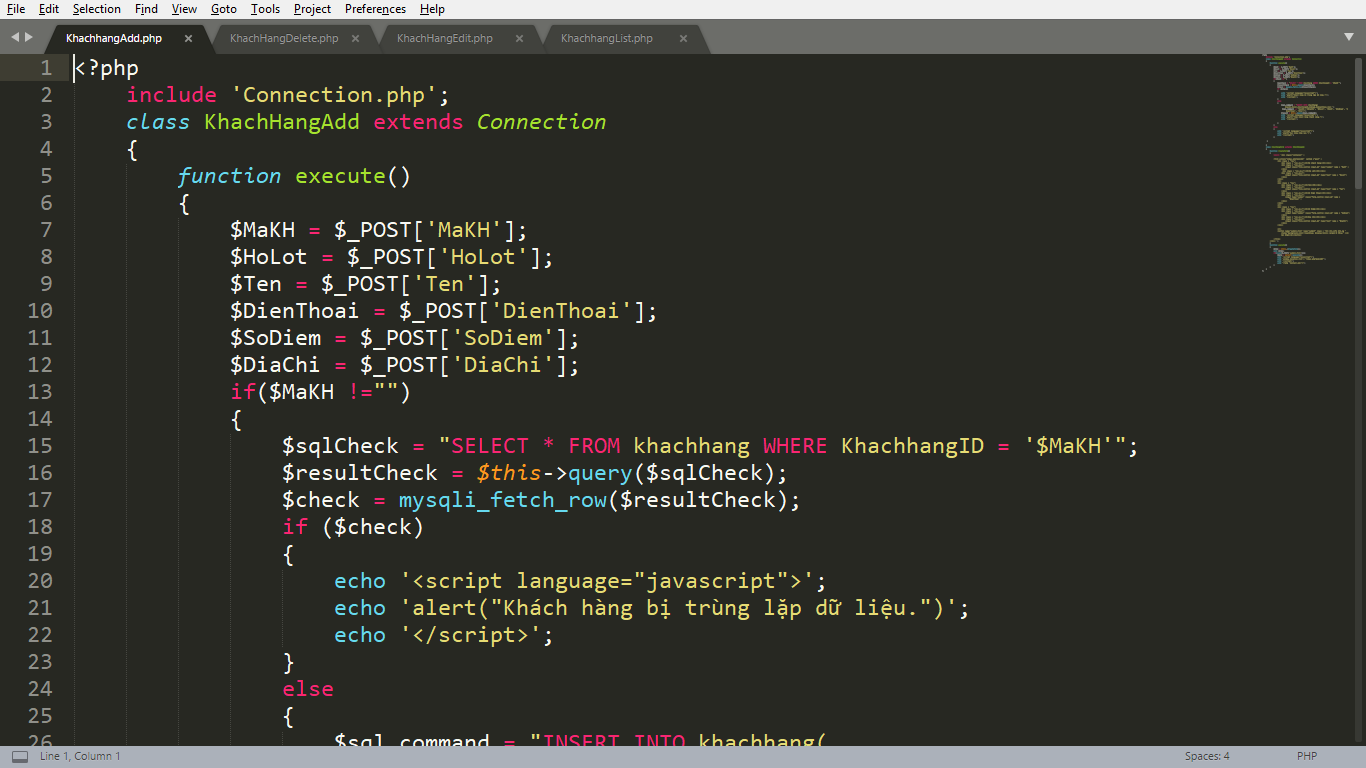 File Edit Selection Find View Goto Tools Project Preferences Help
KhachhangAdd.php KhachHangDelete.php KhachHangEdit.php KhachhangList.php
1 <?php
2 include 'Connection.php';
3 class KhachHangAdd extends Connection
4 {
5 function execute()
6 {
7 $MaKH = $_POST['MaKH'];
8 $HoLot = $_POST['HoLot'];
9 $Ten = $_POST['Ten'];
10 $DienThoai = $_POST['DienThoai'];
11 $SoDiem = $_POST['SoDiem'];
12 $DiaChi = $_POST['DiaChi'];
13 if($MaKH !="")
14 {
15 $sqlCheck = "SELECT * FROM khachhang WHERE KhachhangID = '$MaKH'";
16 $resultCheck = $this->query($sqlCheck);
17 $check = mysqli_fetch_row($resultCheck);
18 if ($check)
19 {
20 echo '<script language="javascript">';
21 echo 'alert("Khách hàng bị trùng lặp dữ liệu.")';
22 echo '</script>';
23 }
24 else
25 {
26 $sql_command = "INSERT INTO khachhang(
Line 1, Column 1 Spaces: 4 PHP